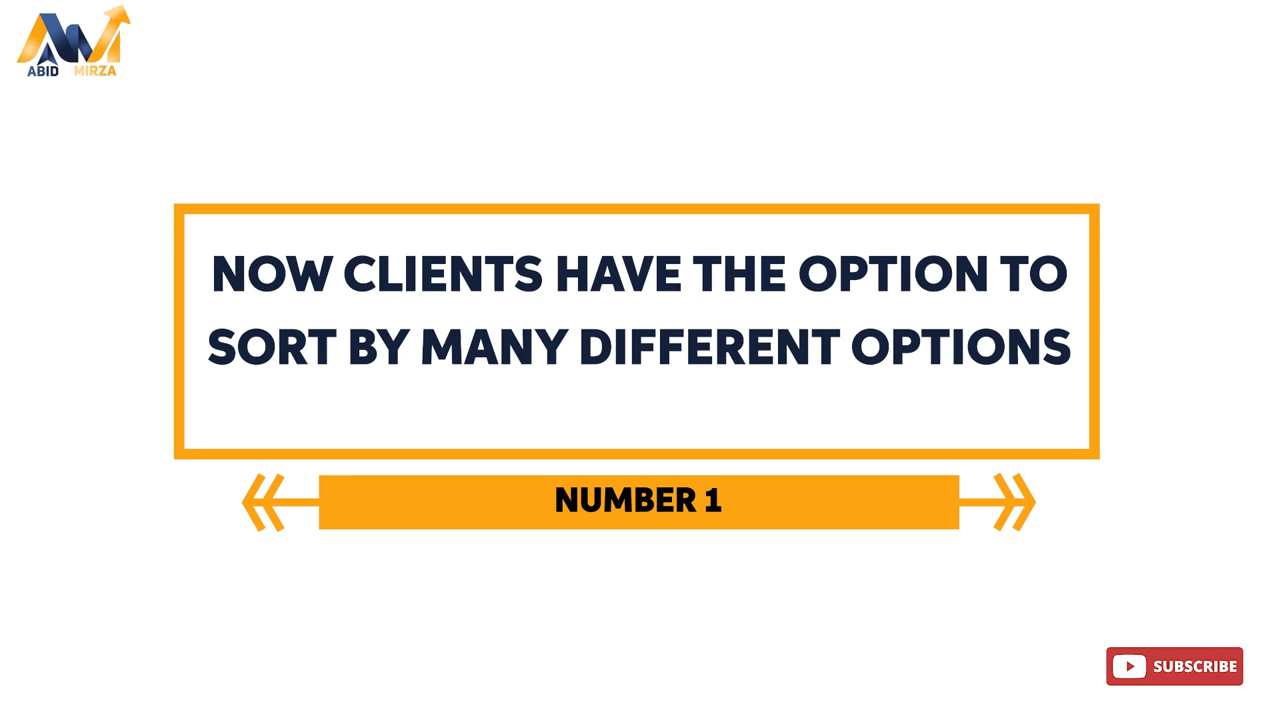 ABID MIRZA
NOW CLIENTS HAVE THE OPTION TO
SORT BY MANY DIFFERENT OPTIONS
NUMBER 1
SUBSCRIBE